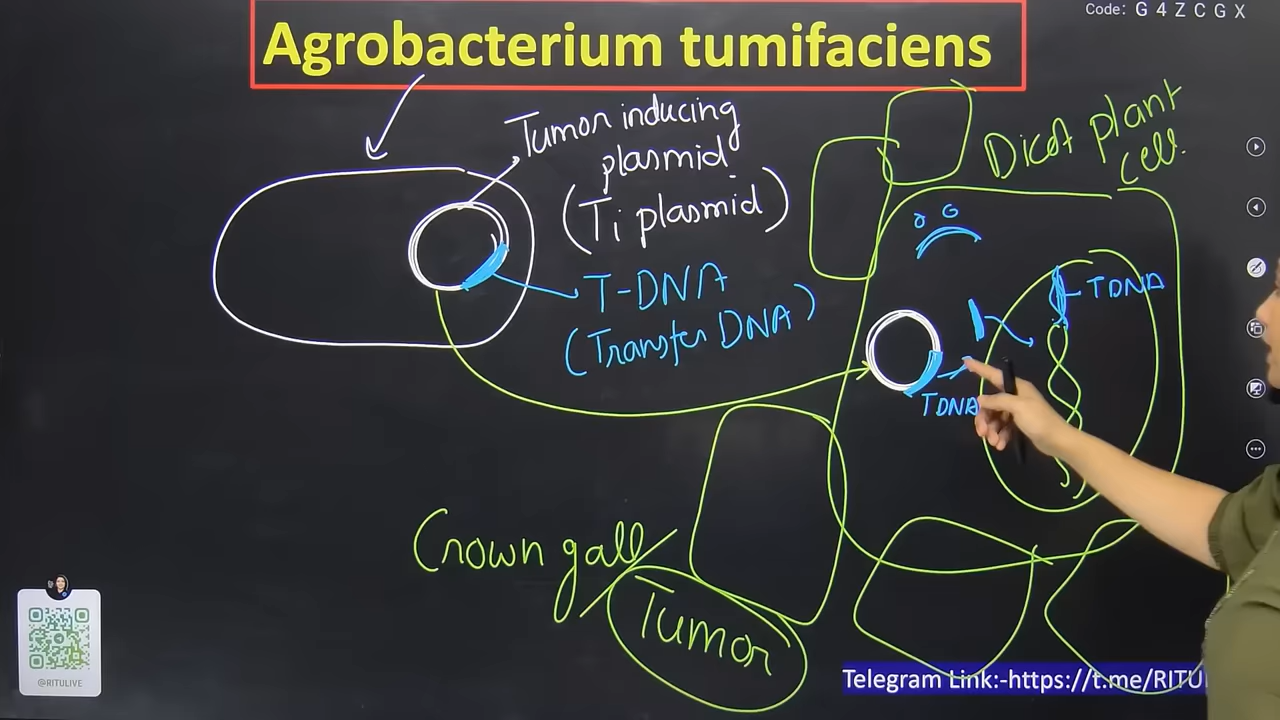 Code: G 4 Z C G X
Agrobacterium tumifaciens
Tumor inducing
plasmid
(Ti plasmid)
T-DNA
(Transfer DNA)
Dicot plant
cell.
TDNA
TDNA
Crown gall/
Tumor
@RITULIVE
Telegram Link:-https://t.me/RITU